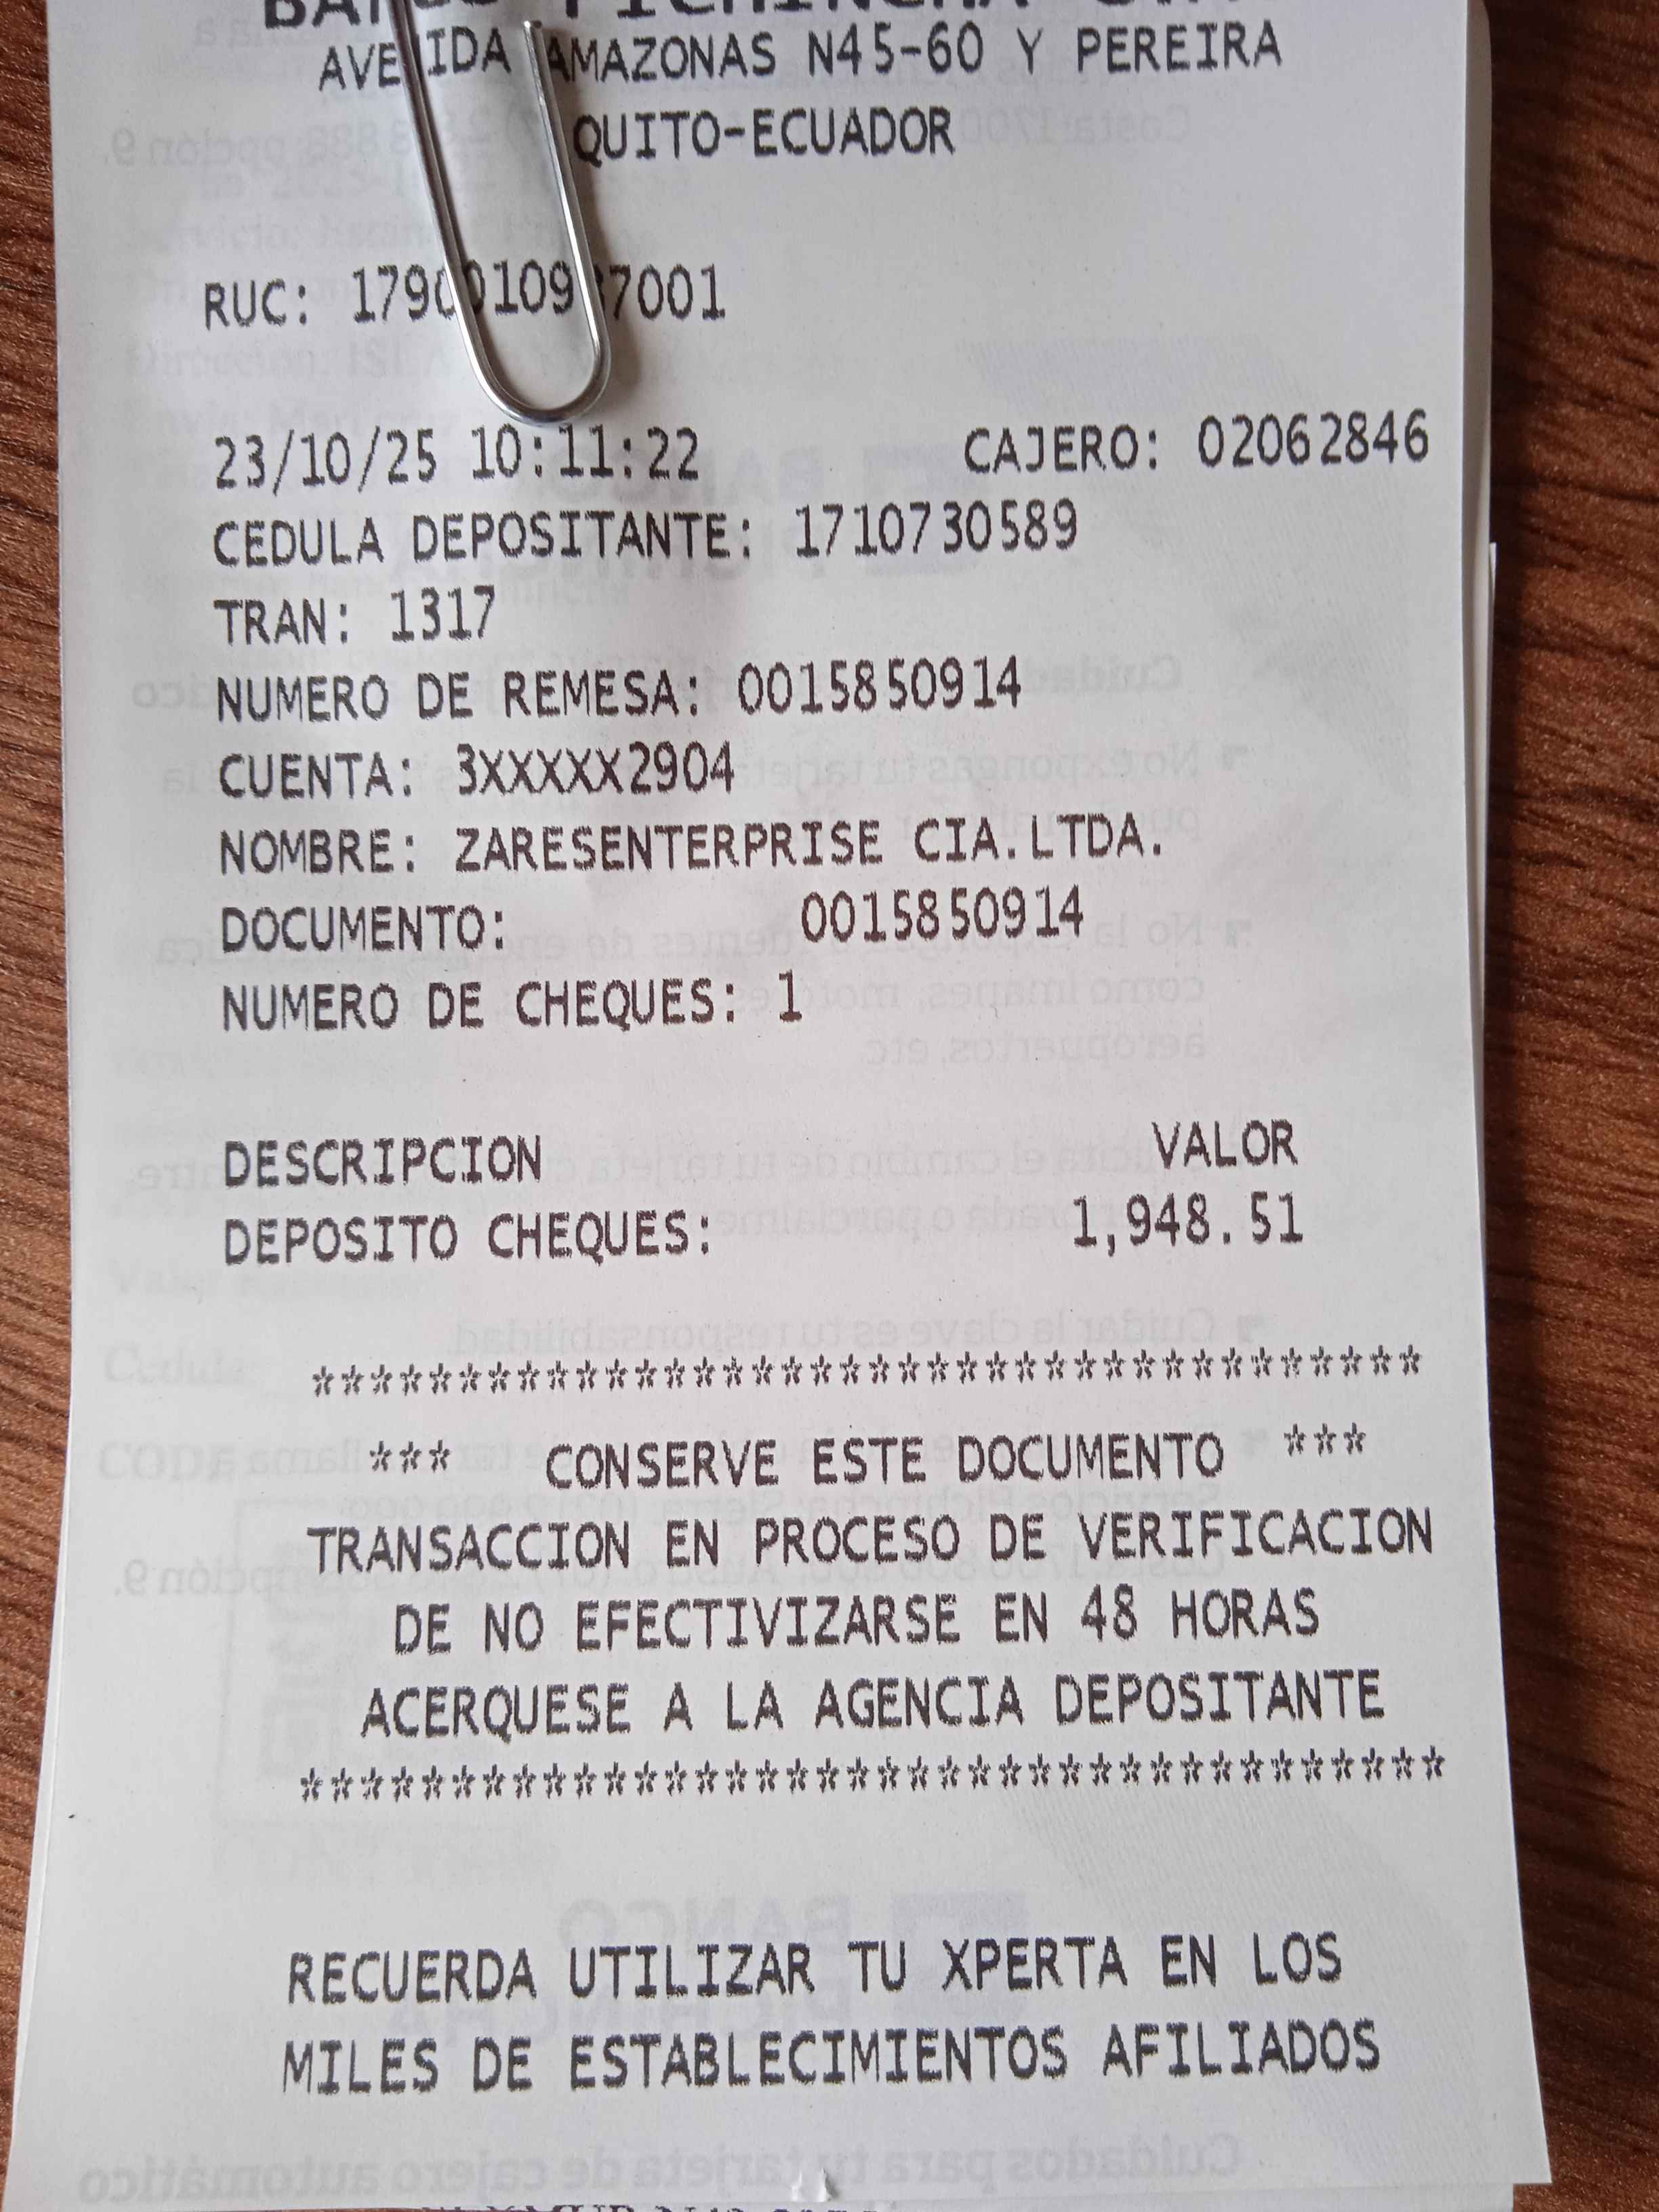 AVENIDA AMAZONAS N45-60 Y PEREIRA
QUITO-ECUADOR
RUC: 1790010937001
23/10/25 10:11:22 CAJERO: 02062846
CEDULA DEPOSITANTE: 1710730589
TRAN: 1317
NUMERO DE REMESA: 0015850914
CUENTA: 3XXXXX2904
NOMBRE: ZARESENTERPRISE CIA.LTDA.
DOCUMENTO: 0015850914
NUMERO DE CHEQUES: 1
DESCRIPCION VALOR
DEPOSITO CHEQUES: 1,948.51
**************************************
*** CONSERVE ESTE DOCUMENTO ***
TRANSACCION EN PROCESO DE VERIFICACION
DE NO EFECTIVIZARSE EN 48 HORAS
ACERQUESE A LA AGENCIA DEPOSITANTE
**************************************
RECUERDA UTILIZAR TU XPERTA EN LOS
MILES DE ESTABLECIMIENTOS AFILIADOS